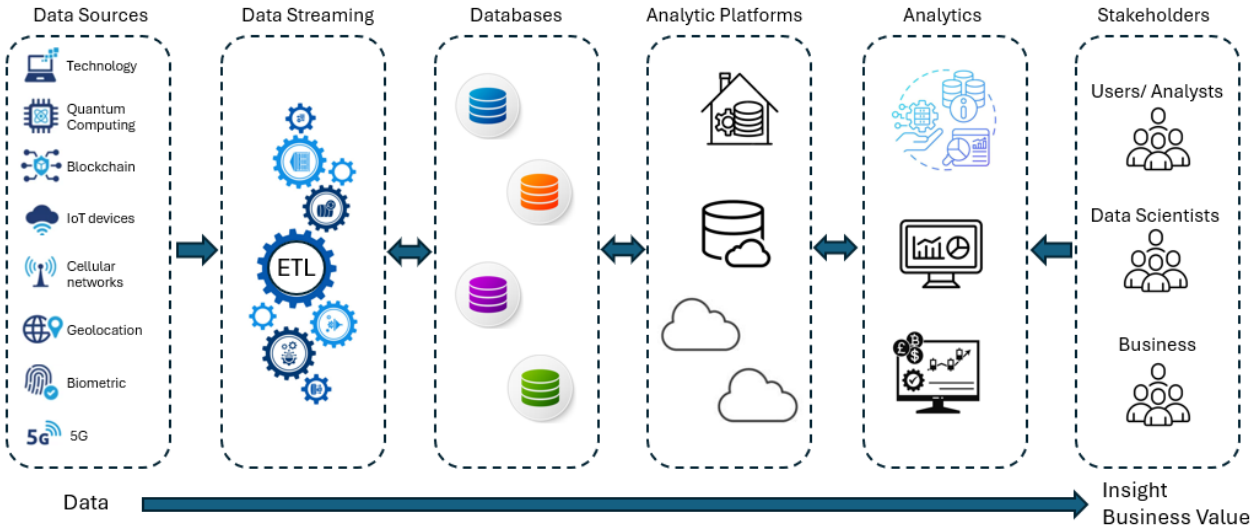 Data Sources
Data Streaming
Databases
Analytic Platforms
Analytics
Stakeholders
Technology
Quantum
Computing
Blockchain
IoT devices
Cellular
networks
Geolocation
Biometric
5G 5G
ETL
Users/ Analysts
Data Scientists
Business
Data
Insight
Business Value